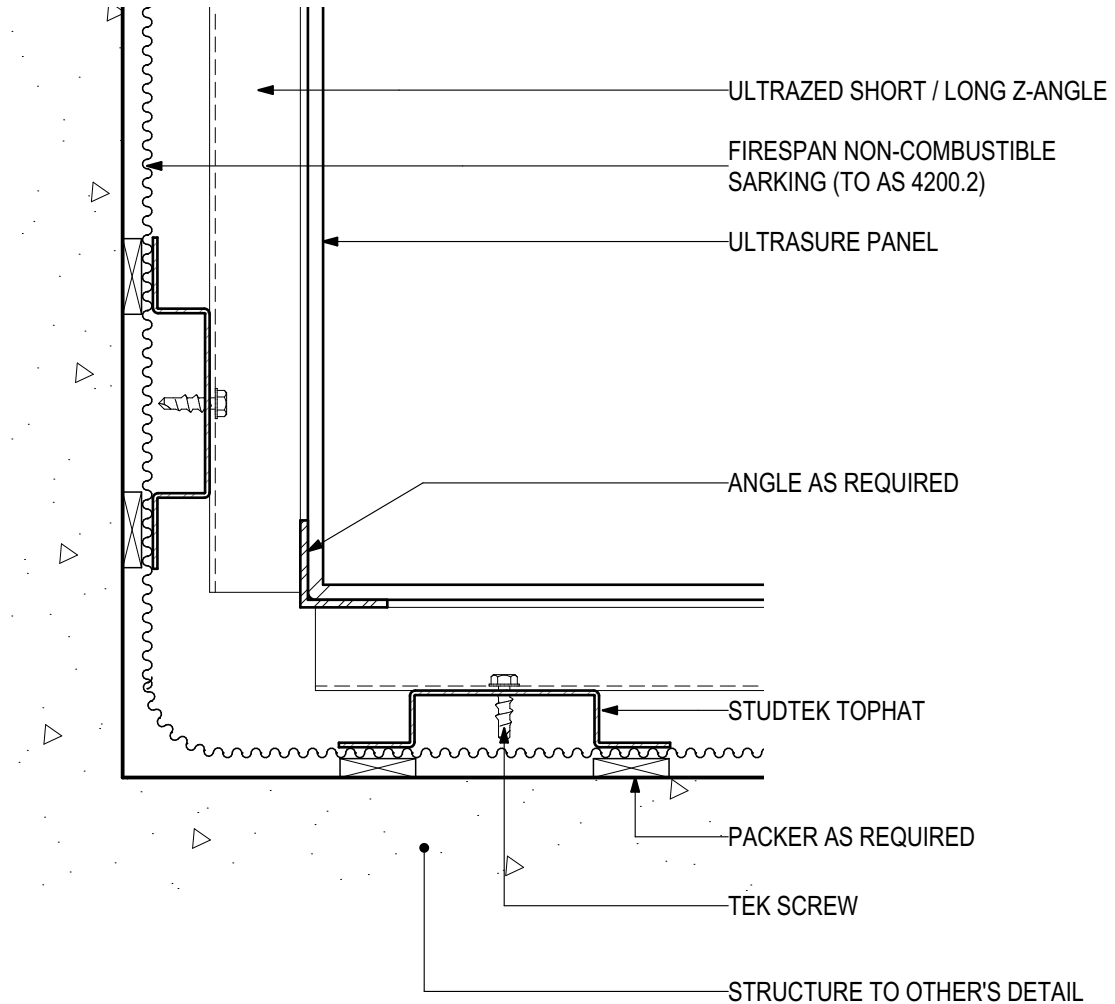 ULTRAZED SHORT / LONG Z-ANGLE
FIRESPAN NON-COMBUSTIBLE
SARKING (TO AS 4200.2)
ULTRASURE PANEL
ANGLE AS REQUIRED
STUDTEK TOPHAT
PACKER AS REQUIRED
TEK SCREW
STRUCTURE TO OTHER'S DETAIL